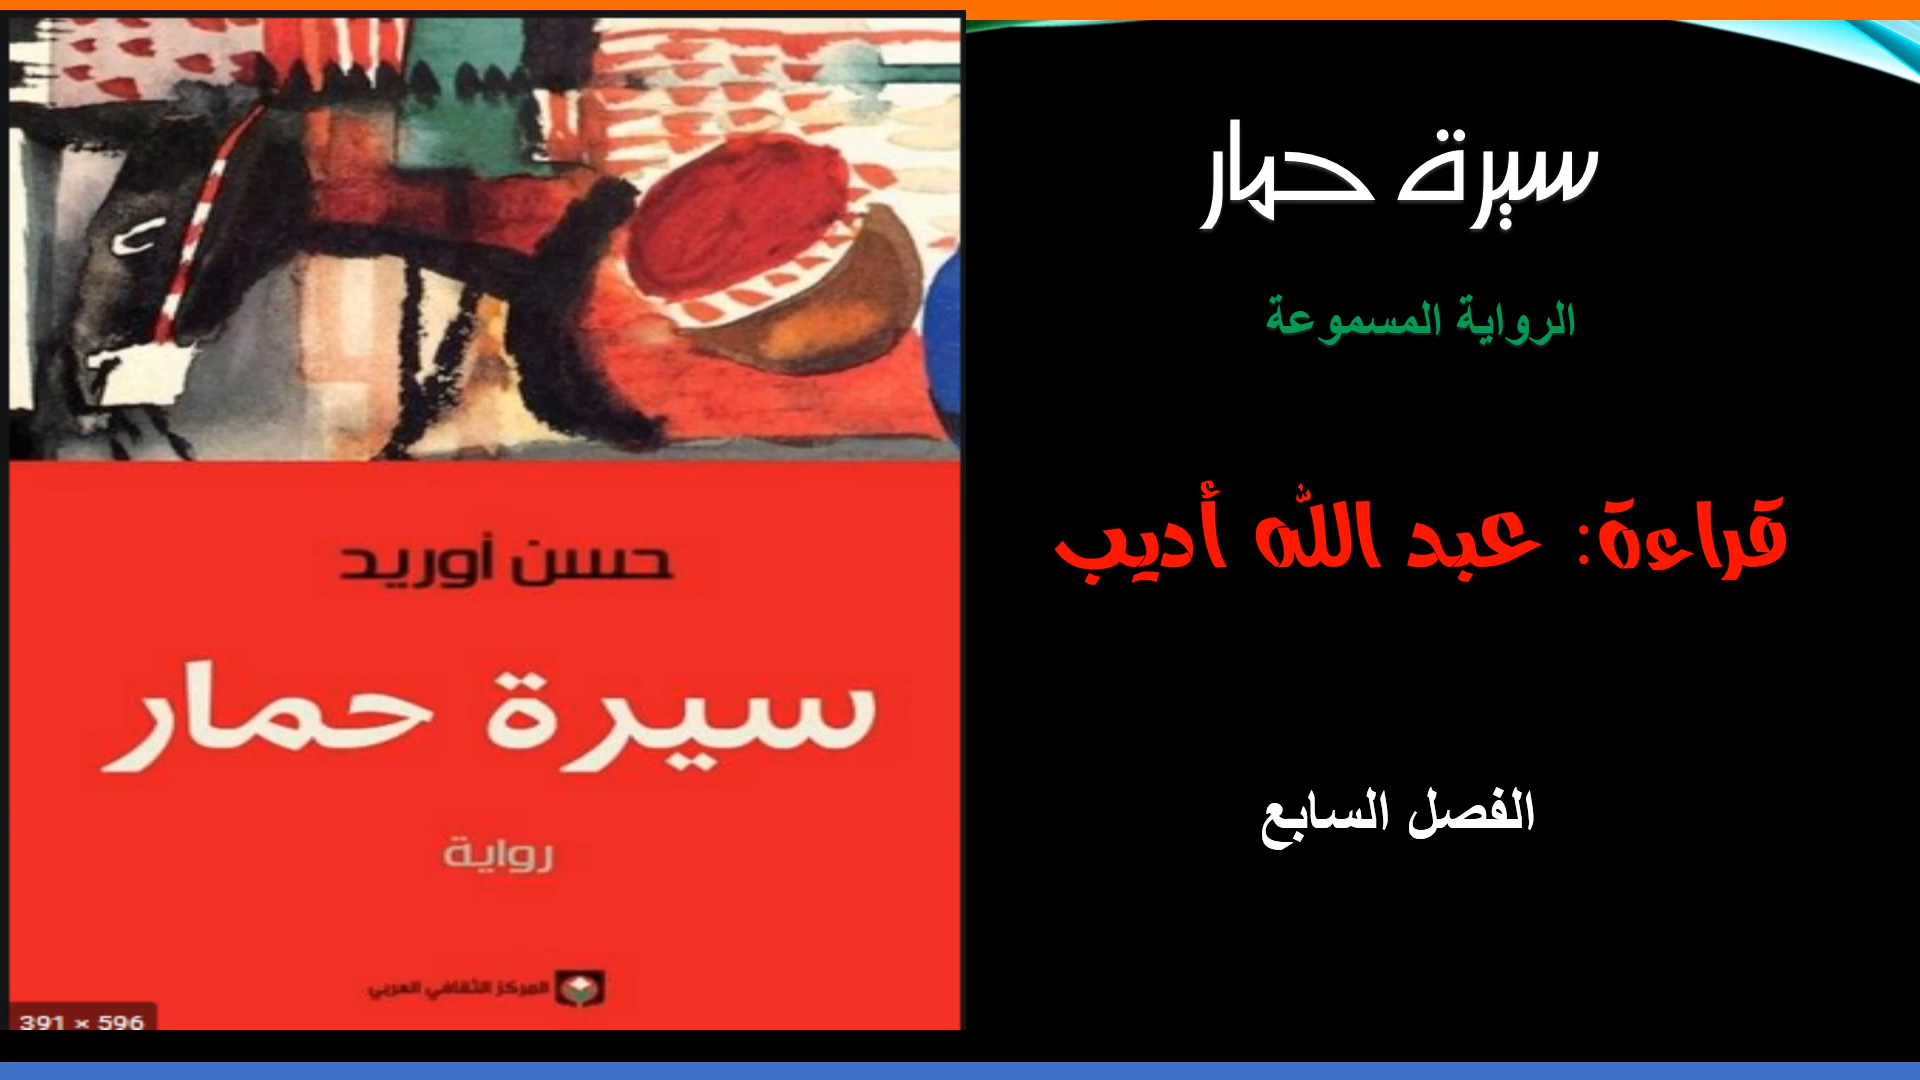 سيرة حمار
الرواية المسموعة
قراءة: عبد الله أديب
الفصل السابع
حسن أوريد
سيرة حمار
رواية
المركز الثقافي العربي
391 × 596